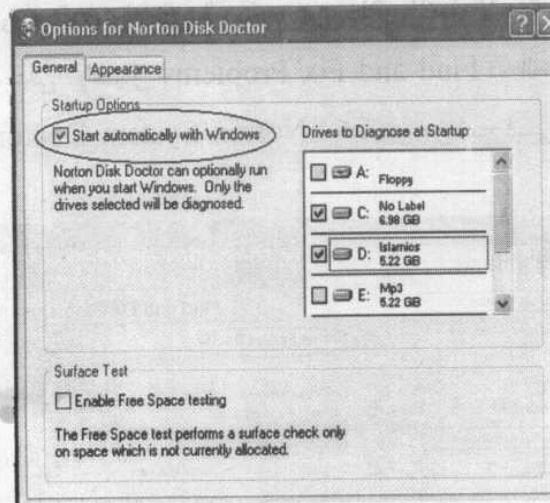 Options for Norton Disk Doctor
General
Appearance
Startup Options
Start automatically with Windows
Norton Disk Doctor can optionally run
when you start Windows. Only the
drives selected will be diagnosed.
Drives to Diagnose at Startup
A: Floppy
C: No Label
6.98 GB
D: Islamics
5.22 GB
E: Mp3
5.22 GB
Surface Test
Enable Free Space testing
The Free Space test performs a surface check only
on space which is not currently allocated.